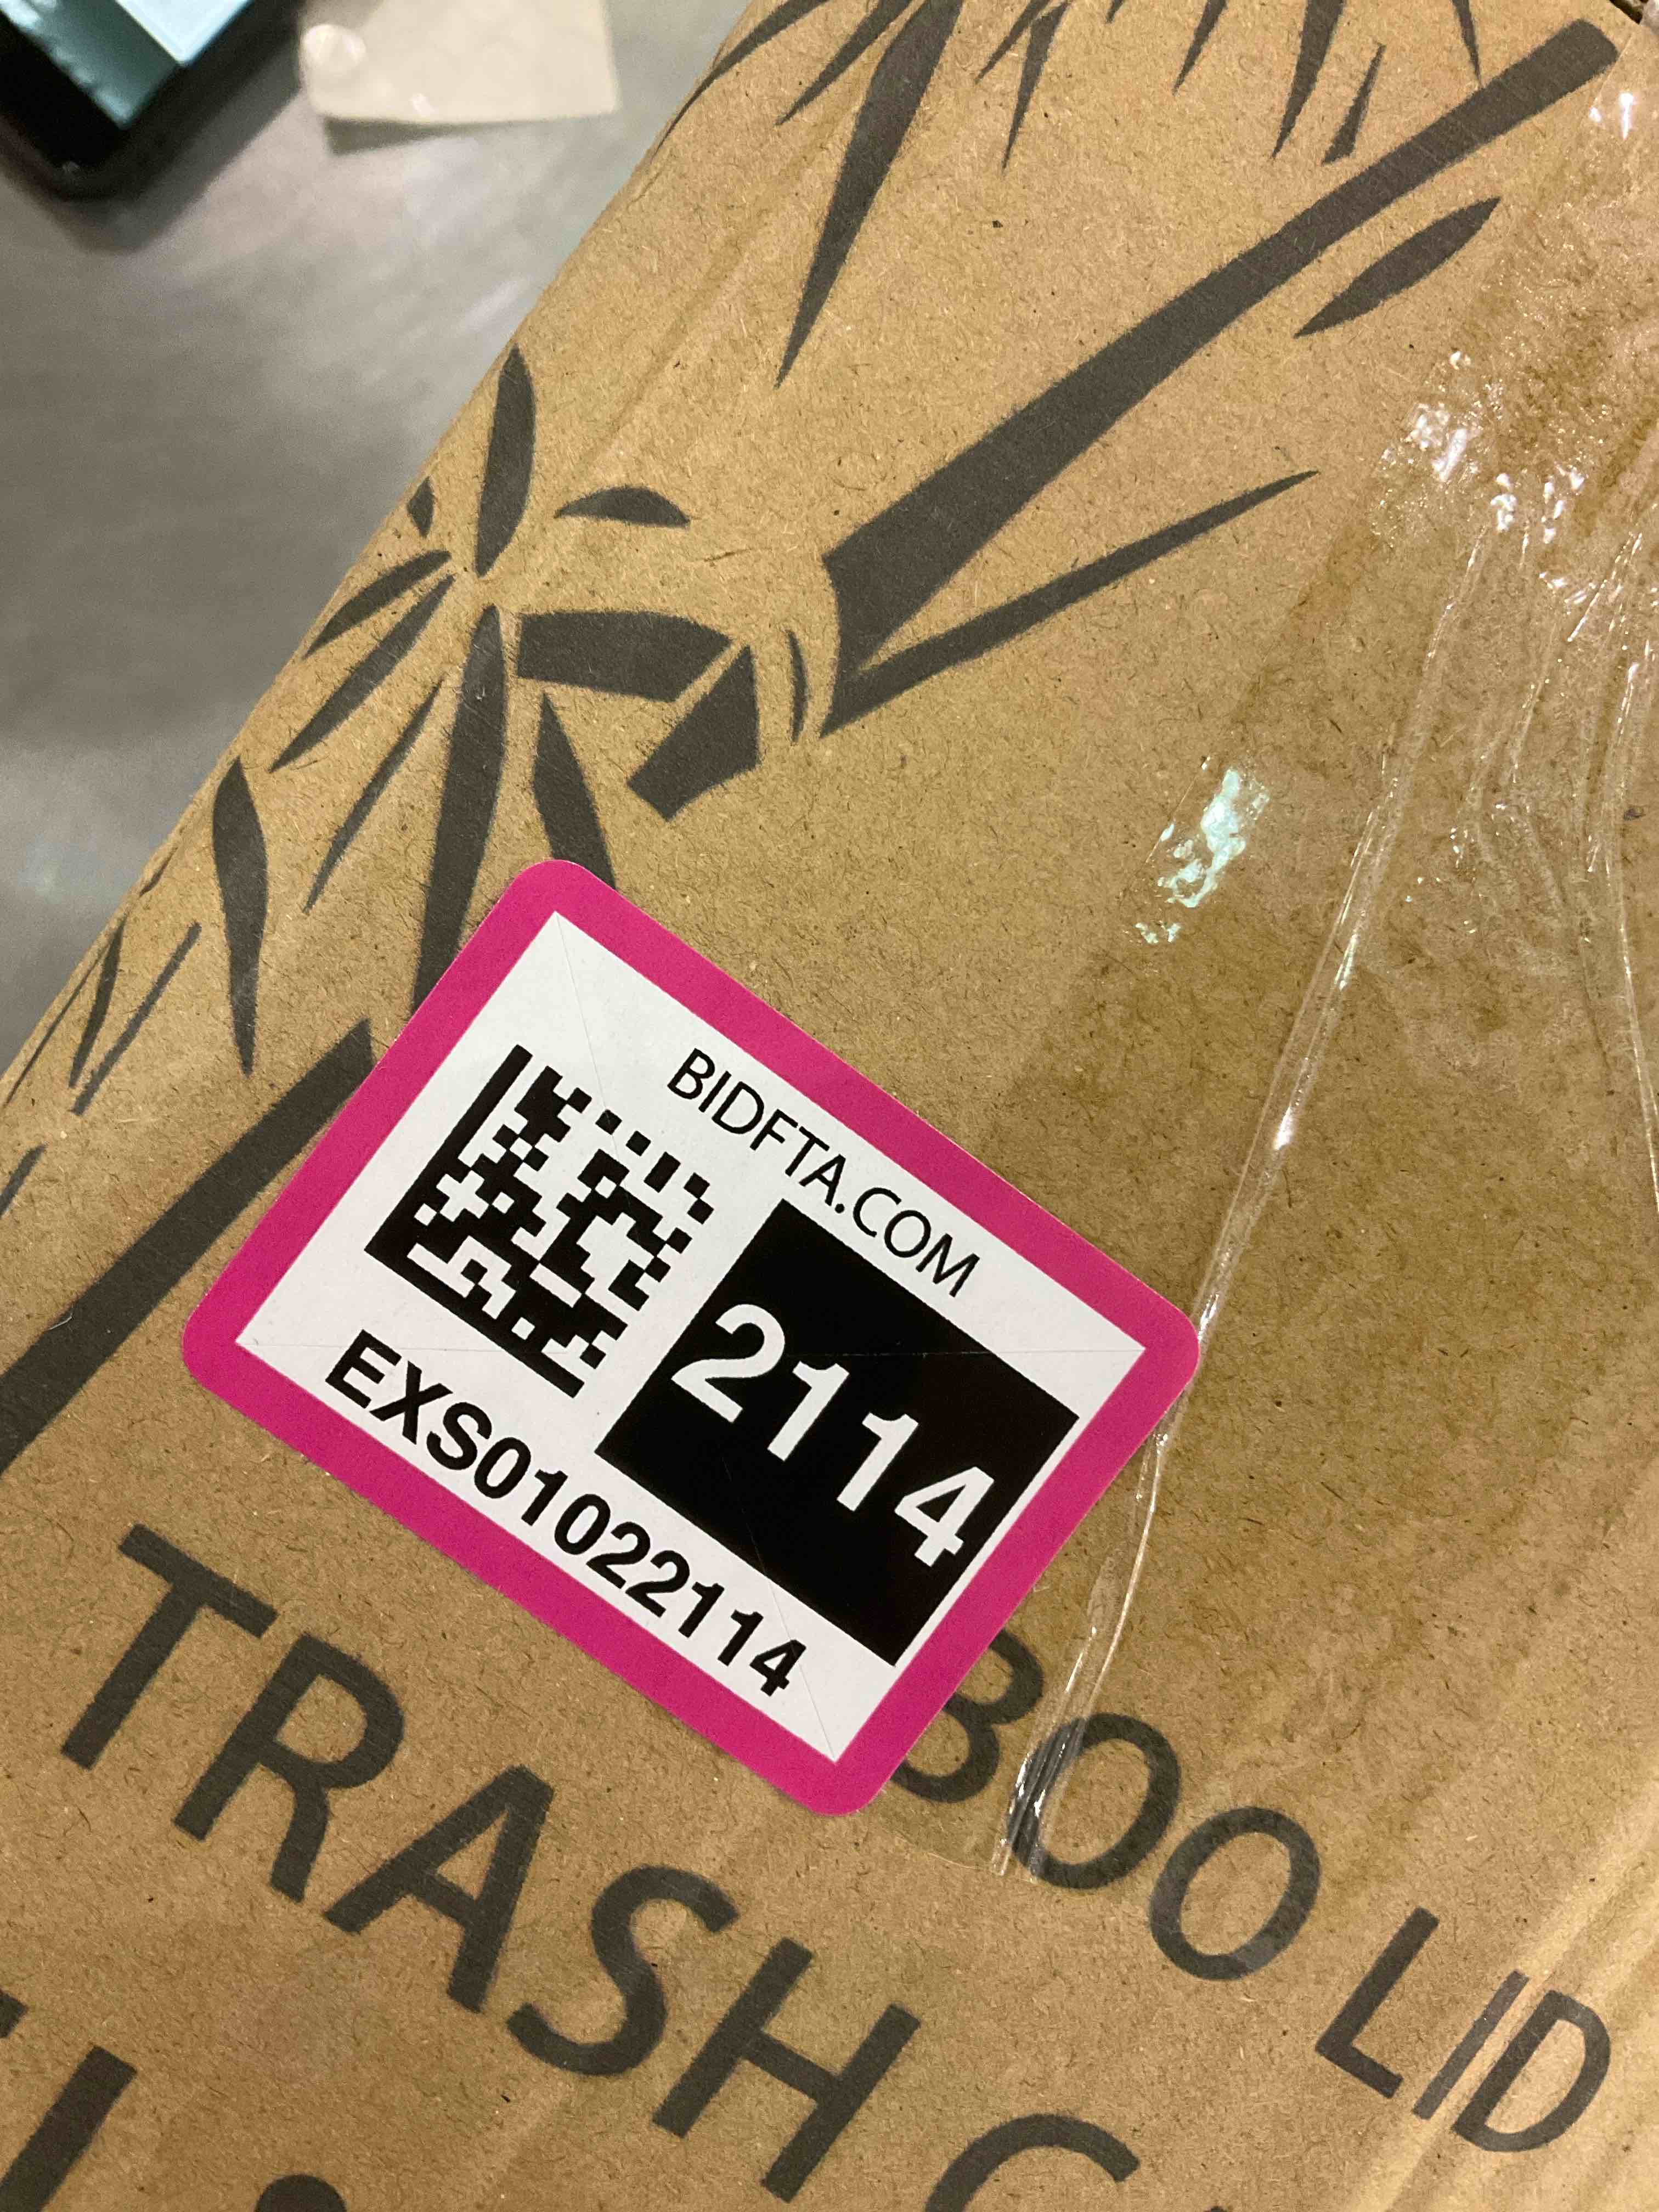 BIDFTA.COM
2114
EXS01022114
BOO LID
TRASH